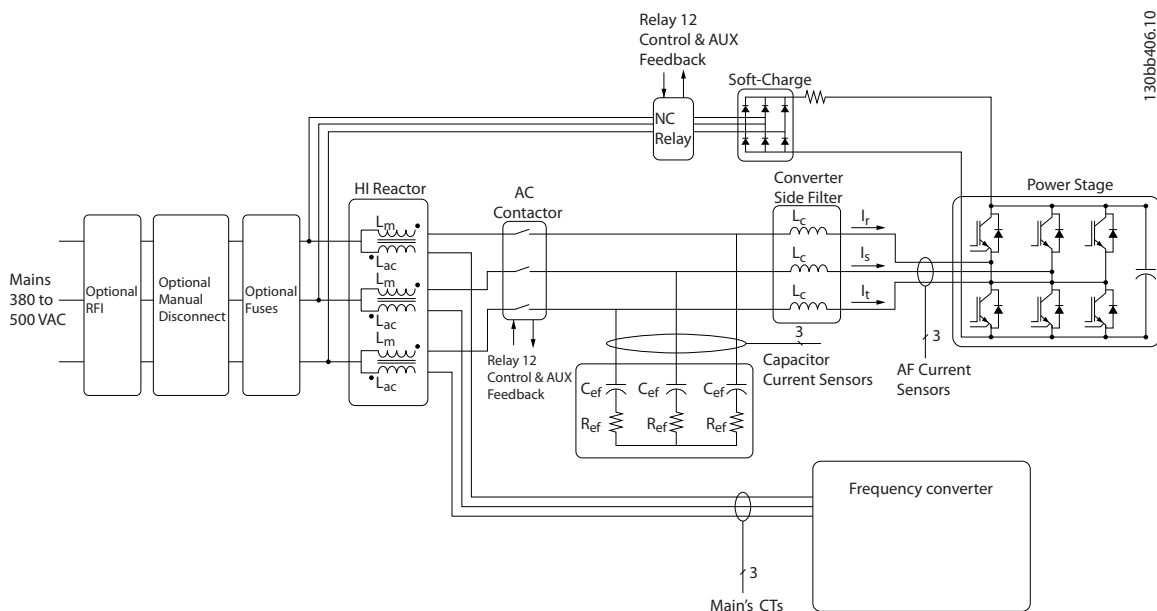 130bb406.10
Relay 12
Control & AUX
Feedback
Soft-Charge
NC
Relay
HI Reactor
AC
Contactor
Converter
Side Filter
Power Stage
Mains
380 to
500 VAC
Optional
RFI
Optional
Manual
Disconnect
Optional
Fuses
Lm
Lac
Lm
Lac
Lm
Lac
Relay 12
Control & AUX
Feedback
Lc
Lc
Lc
Ir
Is
It
3
Capacitor
Current Sensors
3
AF Current
Sensors
Cef
Cef
Cef
Ref
Ref
Ref
Frequency converter
3
Main's CTs